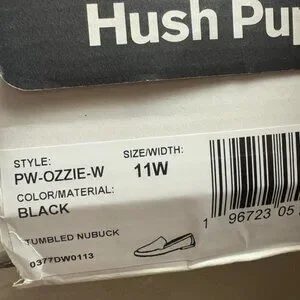 Hush Pup
STYLE: SIZE/WIDTH:
PW-OZZIE-W 11W
COLOR/MATERIAL:
BLACK
TUMBLED NUBUCK
0377DW0113
1 96723 05